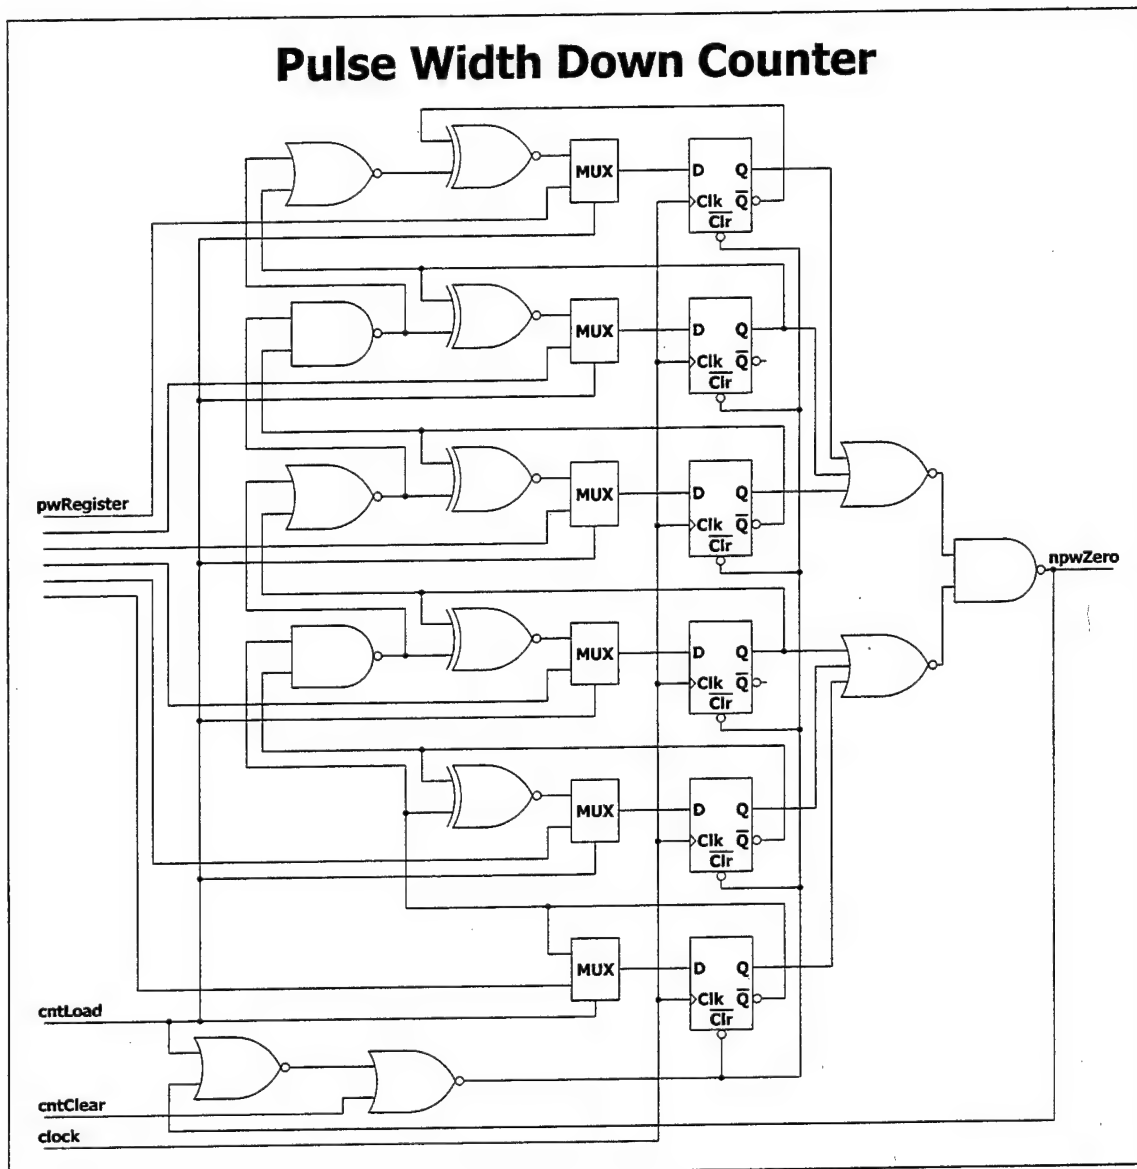 Pulse Width Down Counter
MUX
D Q
Clk Q
Clr
MUX
D Q
Clk Q
Clr
MUX
D Q
Clk Q
Clr
pwRegister
npwZero
MUX
D Q
Clk Q
Clr
MUX
D Q
Clk Q
Clr
MUX
D Q
Clk Q
Clr
cntLoad
cntClear
clock